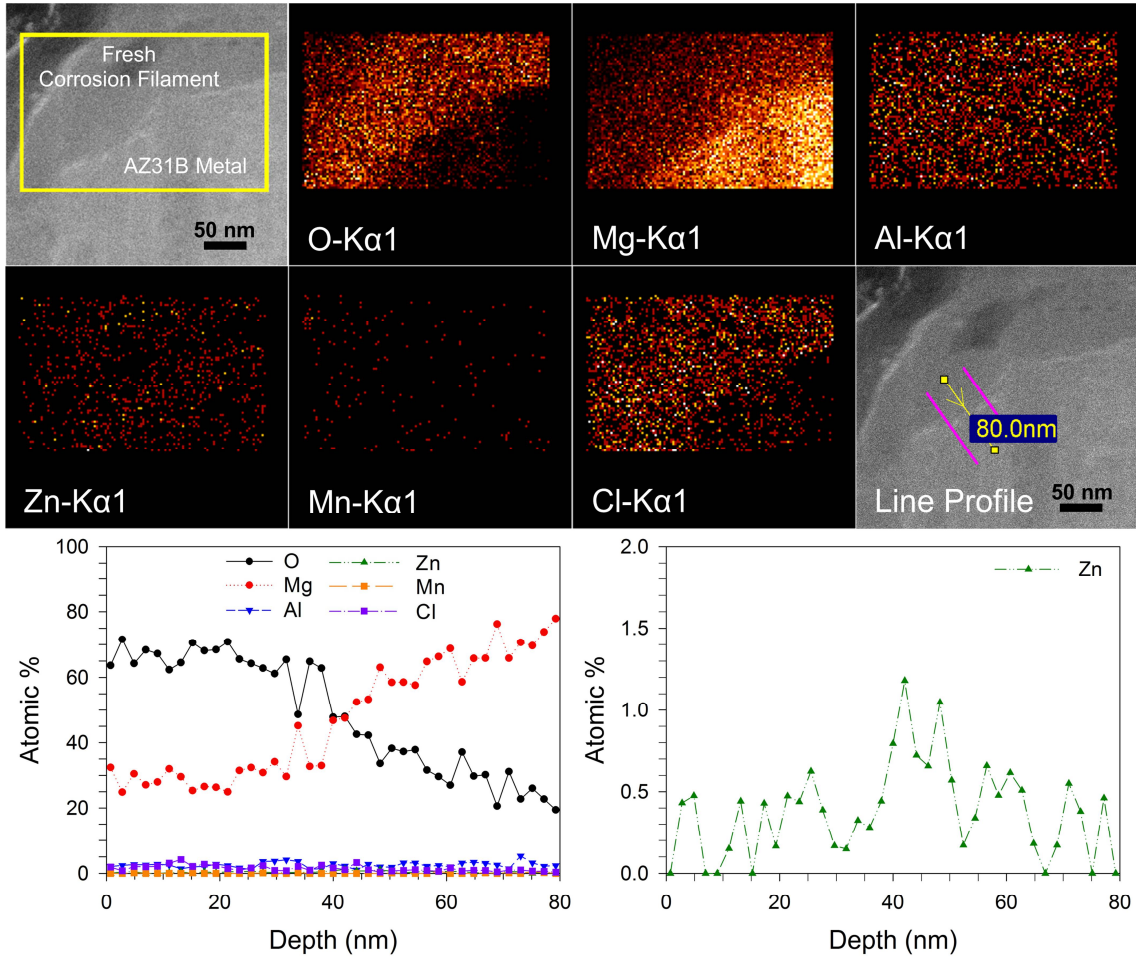 Fresh
Corrosion Filament
AZ31B Metal
50 nm
O-Kα1
Mg-Kα1
Al-Kα1
Zn-Kα1
Mn-Kα1
Cl-Kα1
80.0nm
Line Profile
50 nm
100
80
60
40
20
0
Atomic %
O
Mg
Al
Zn
Mn
Cl
0
20
40
60
80
Depth (nm)
2.0
1.5
1.0
0.5
0.0
Atomic %
Zn
0
20
40
60
80
Depth (nm)